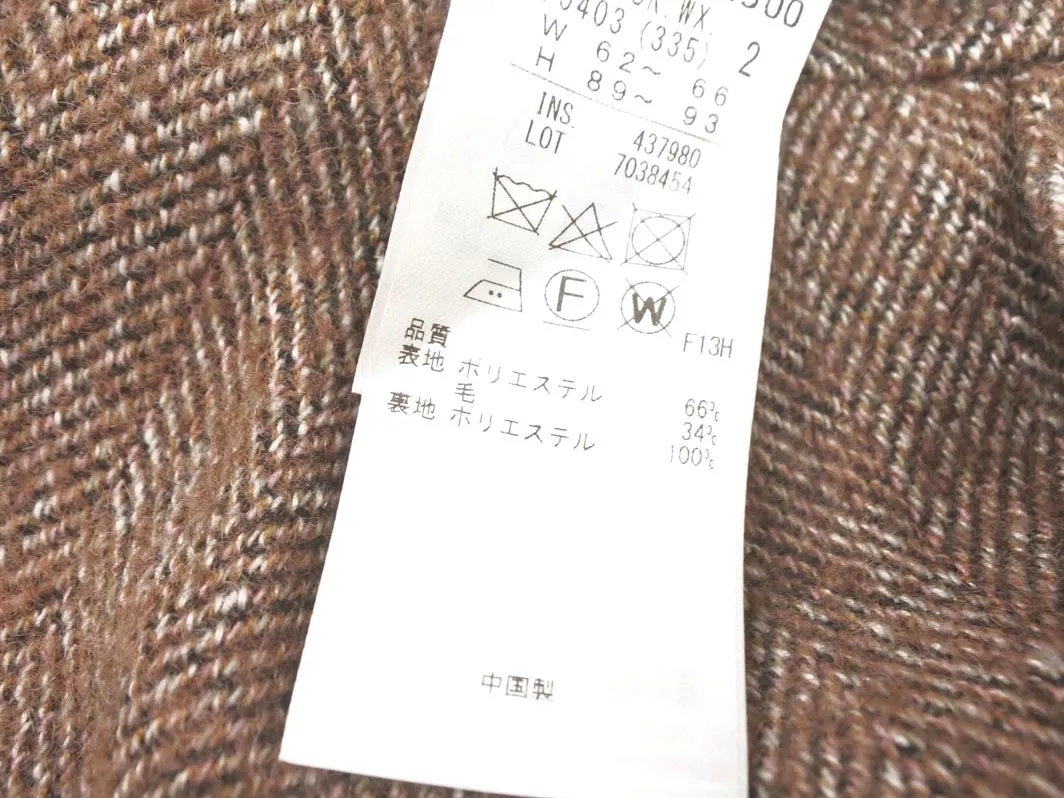 (335) 2
W 62～ 66
H 89～ 93
INS. 437980
LOT 7038454
F
W
F13H
品質
表地 ポリエステル 66%
毛 34%
裏地 ポリエステル 100%
中国製